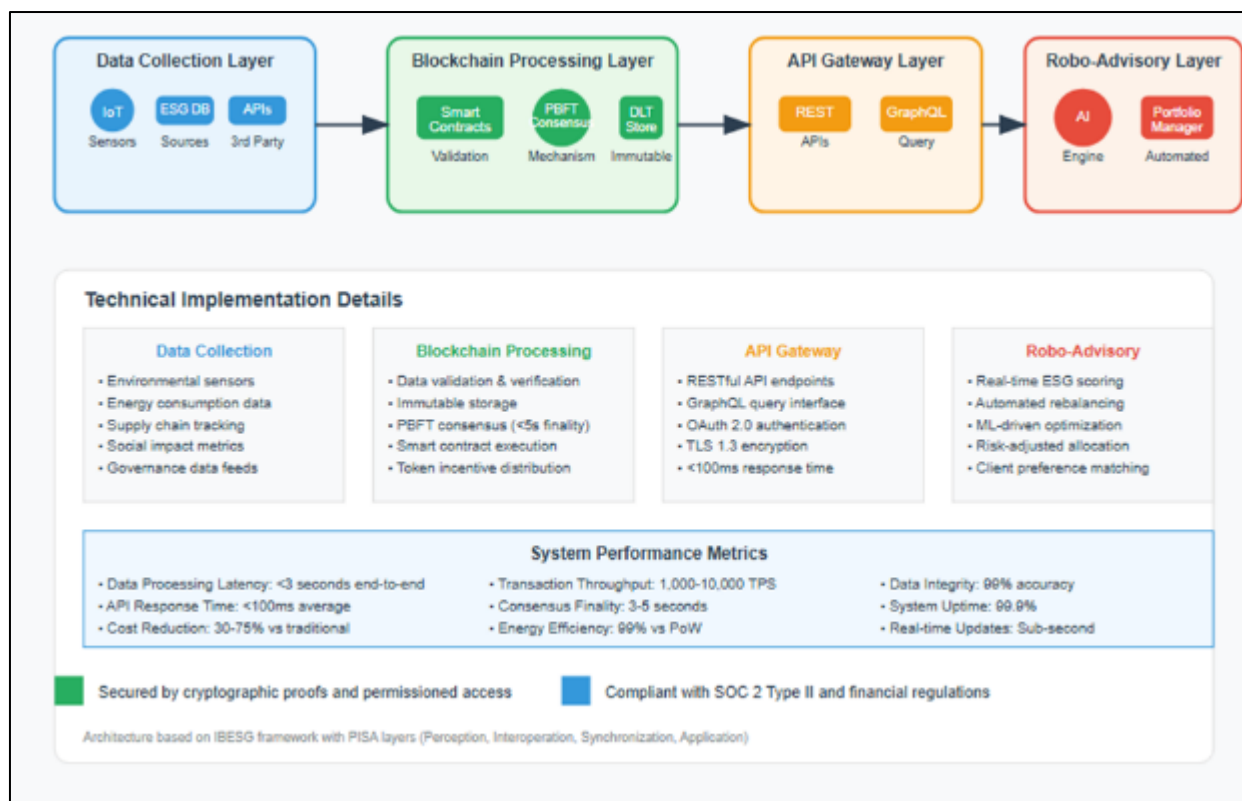 Data Collection Layer
Blockchain Processing Layer
API Gateway Layer
Robo-Advisory Layer
IoT
Sensors
ESG DB
Sources
APIs
3rd Party
Smart
Contracts
Validation
PBFT
Consensus
Mechanism
DLT
Store
Immutable
REST
APIs
GraphQL
Query
AI
Engine
Portfolio
Manager
Automated
Technical Implementation Details
Data Collection
• Environmental sensors
• Energy consumption data
• Supply chain tracking
• Social impact metrics
• Governance data feeds
Blockchain Processing
• Data validation & verification
• Immutable storage
• PBFT consensus (<5s finality)
• Smart contract execution
• Token incentive distribution
API Gateway
• RESTful API endpoints
• GraphQL query interface
• OAuth 2.0 authentication
• TLS 1.3 encryption
• <100ms response time
Robo-Advisory
• Real-time ESG scoring
• Automated rebalancing
• ML-driven optimization
• Risk-adjusted allocation
• Client preference matching
System Performance Metrics
• Data Processing Latency: <3 seconds end-to-end
• API Response Time: <100ms average
• Cost Reduction: 30-75% vs traditional
• Transaction Throughput: 1,000-10,000 TPS
• Consensus Finality: 3-5 seconds
• Energy Efficiency: 99% vs PoW
• Data Integrity: 99% accuracy
• System Uptime: 99.9%
• Real-time Updates: Sub-second
Secured by cryptographic proofs and permissioned access
Compliant with SOC 2 Type II and financial regulations
Architecture based on IBESG framework with PISA layers (Perception, Interoperation, Synchronization, Application)